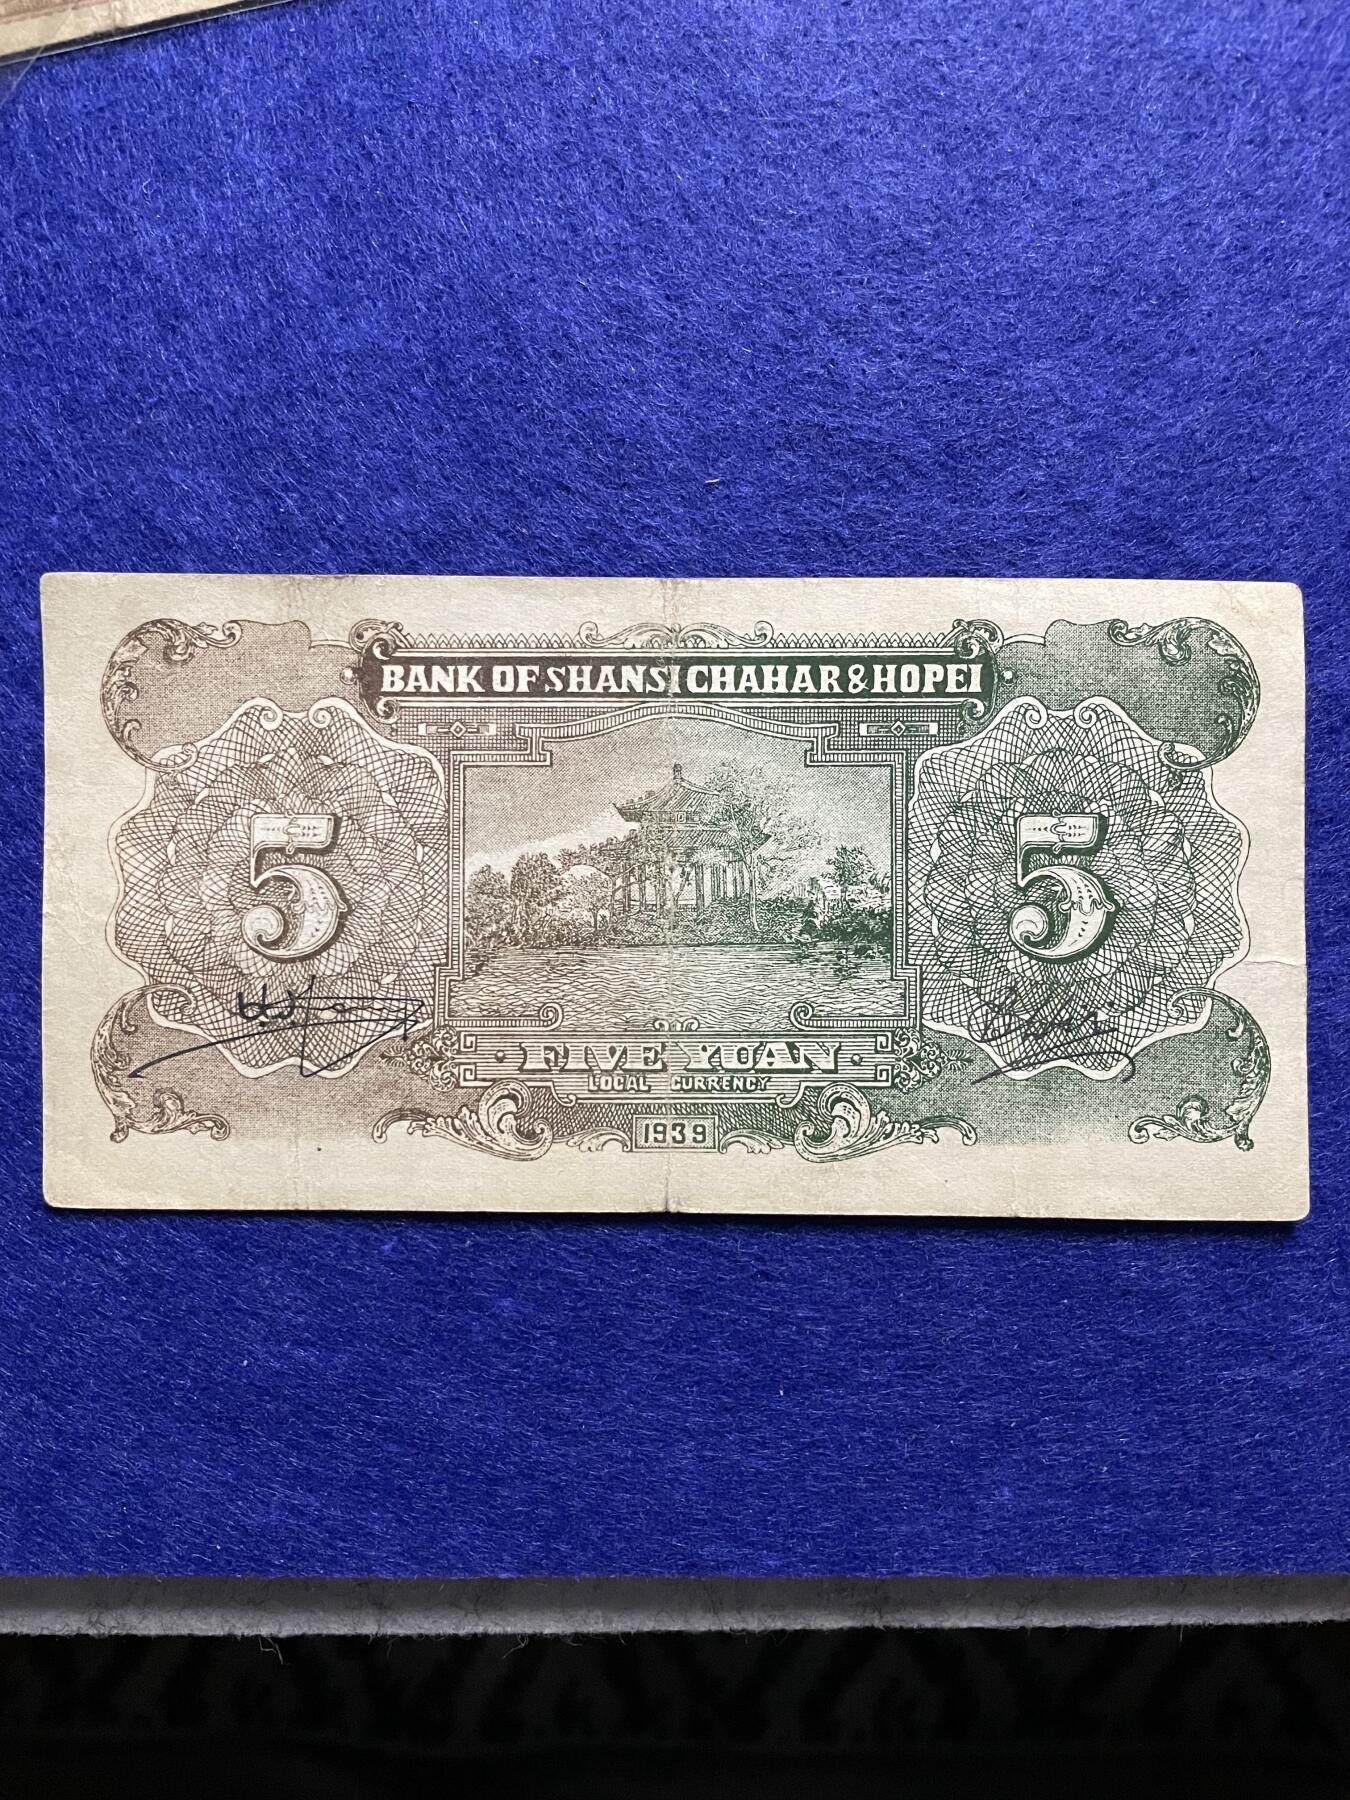 BANK OF SHANSI CHAHAR & HOPEI
5 5
FIVE YUAN
LOCAL CURRENCY
1939